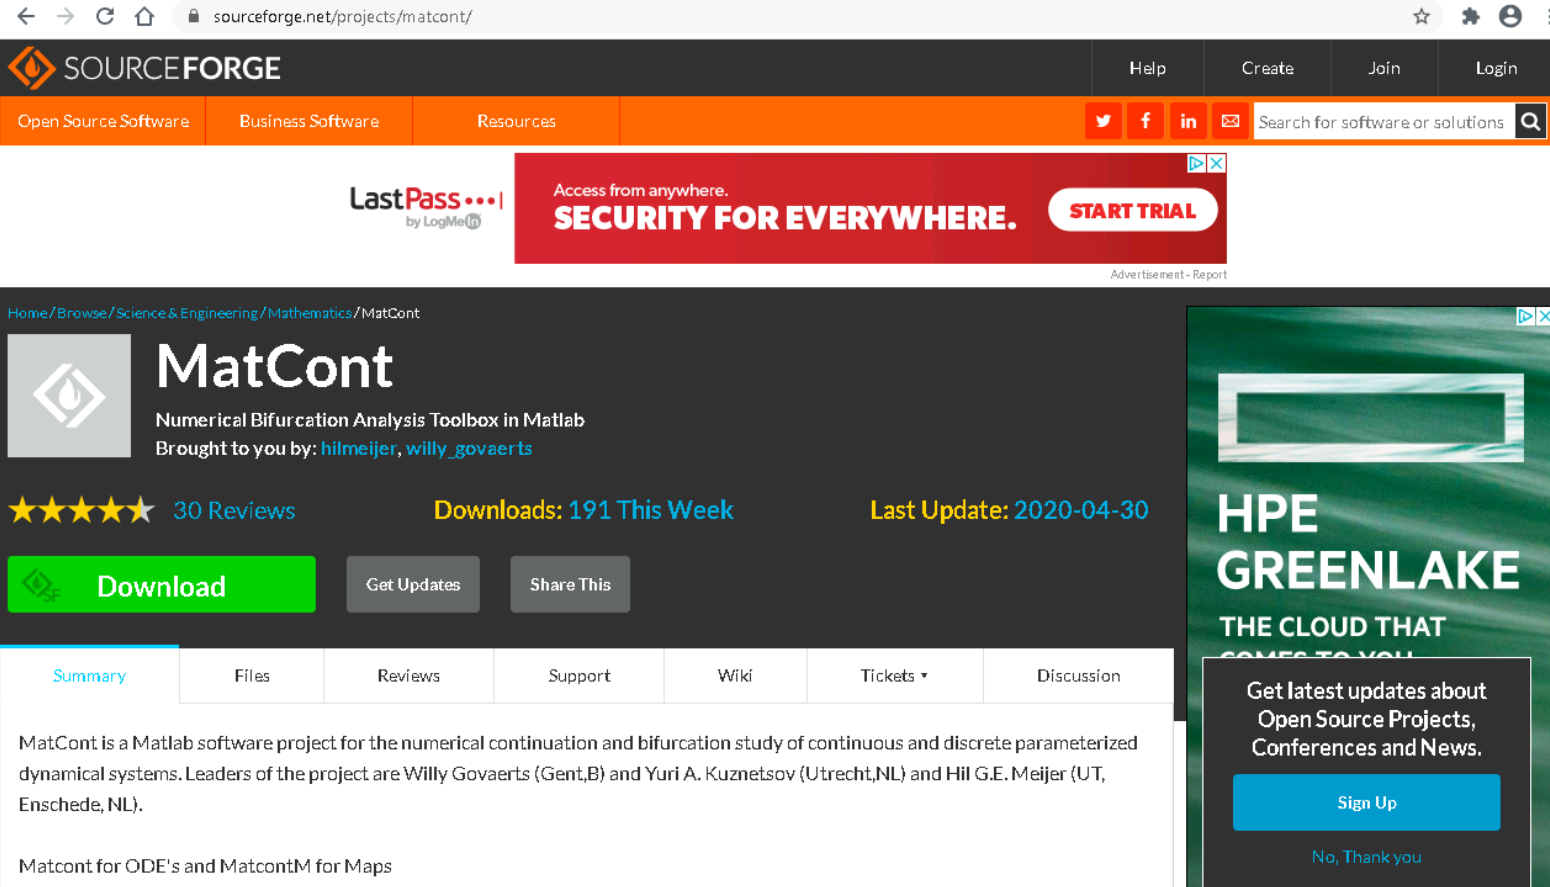 sourceforge.net/projects/matcont/
SOURCEFORGE
Help
Create
Join
Login
Open Source Software
Business Software
Resources
Search for software or solutions
LastPass
by LogMeIn
Access from anywhere.
SECURITY FOR EVERYWHERE.
START TRIAL
Advertisement - Report
Home / Browse / Science & Engineering / Mathematics / MatCont
MatCont
Numerical Bifurcation Analysis Toolbox in Matlab
Brought to you by: hilmeijer, willy_govaerts
30 Reviews
Downloads: 191 This Week
Last Update: 2020-04-30
SF
Download
Get Updates
Share This
Summary
Files
Reviews
Support
Wiki
Tickets
Discussion
MatCont is a Matlab software project for the numerical continuation and bifurcation study of continuous and discrete parameterized
dynamical systems. Leaders of the project are Willy Govaerts (Gent,B) and Yuri A. Kuznetsov (Utrecht,NL) and Hil G.E. Meijer (UT,
Enschede, NL).
Matcont for ODE's and MatcontM for Maps
HPE
GREENLAKE
THE CLOUD THAT
COMES TO YOU
Get latest updates about
Open Source Projects,
Conferences and News.
Sign Up
No, Thank you